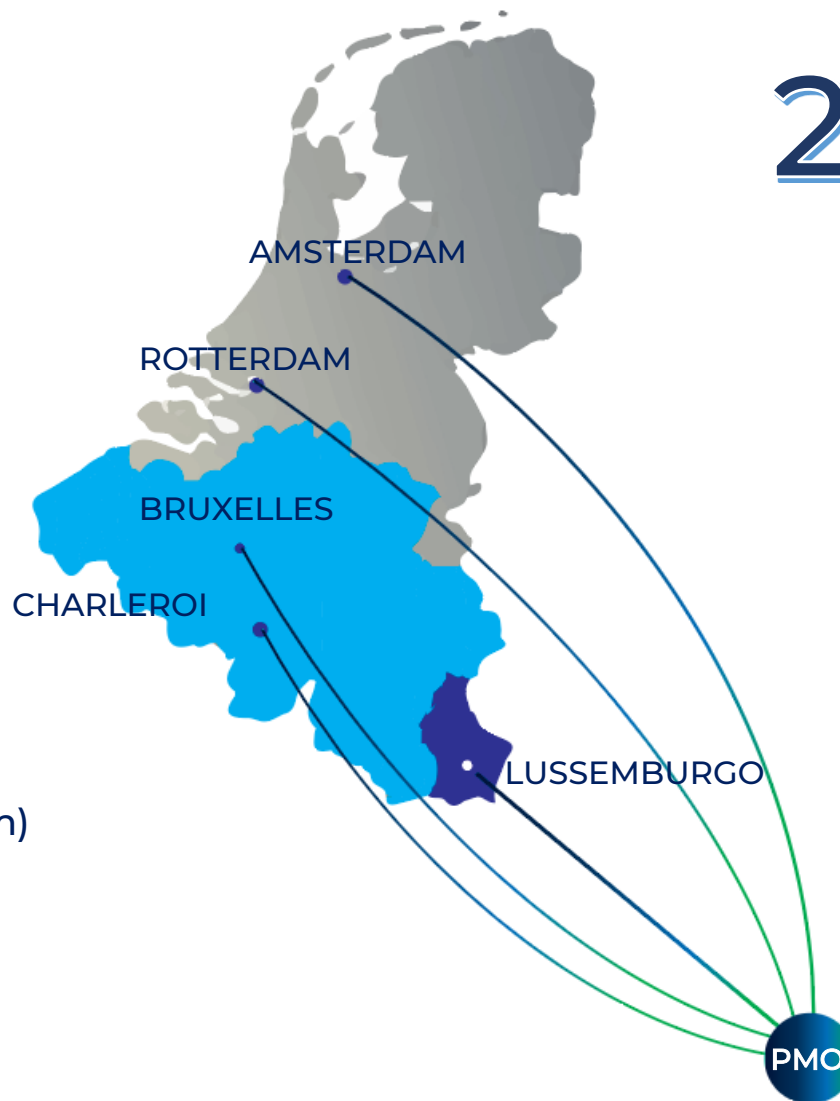 2
AMSTERDAM
ROTTERDAM
BRUXELLES
CHARLEROI
LUSSEMBURGO
n)
PMO